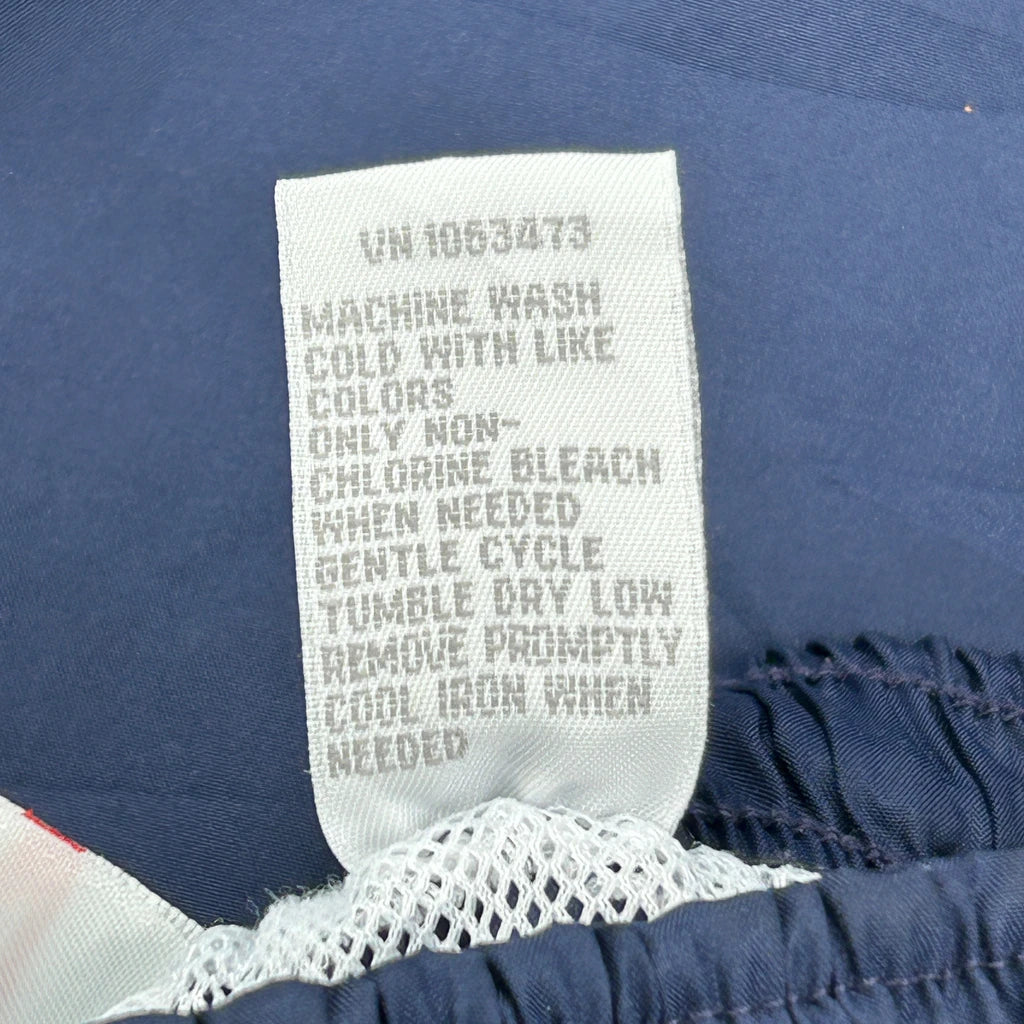 VN 1053473
MACHINE WASH
COLD WITH LIKE
COLORS
ONLY NON-
CHLORINE BLEACH
WHEN NEEDED
GENTLE CYCLE
TUMBLE DRY LOW
REMOVE PROMPTLY
COOL IRON WHEN
NEEDED